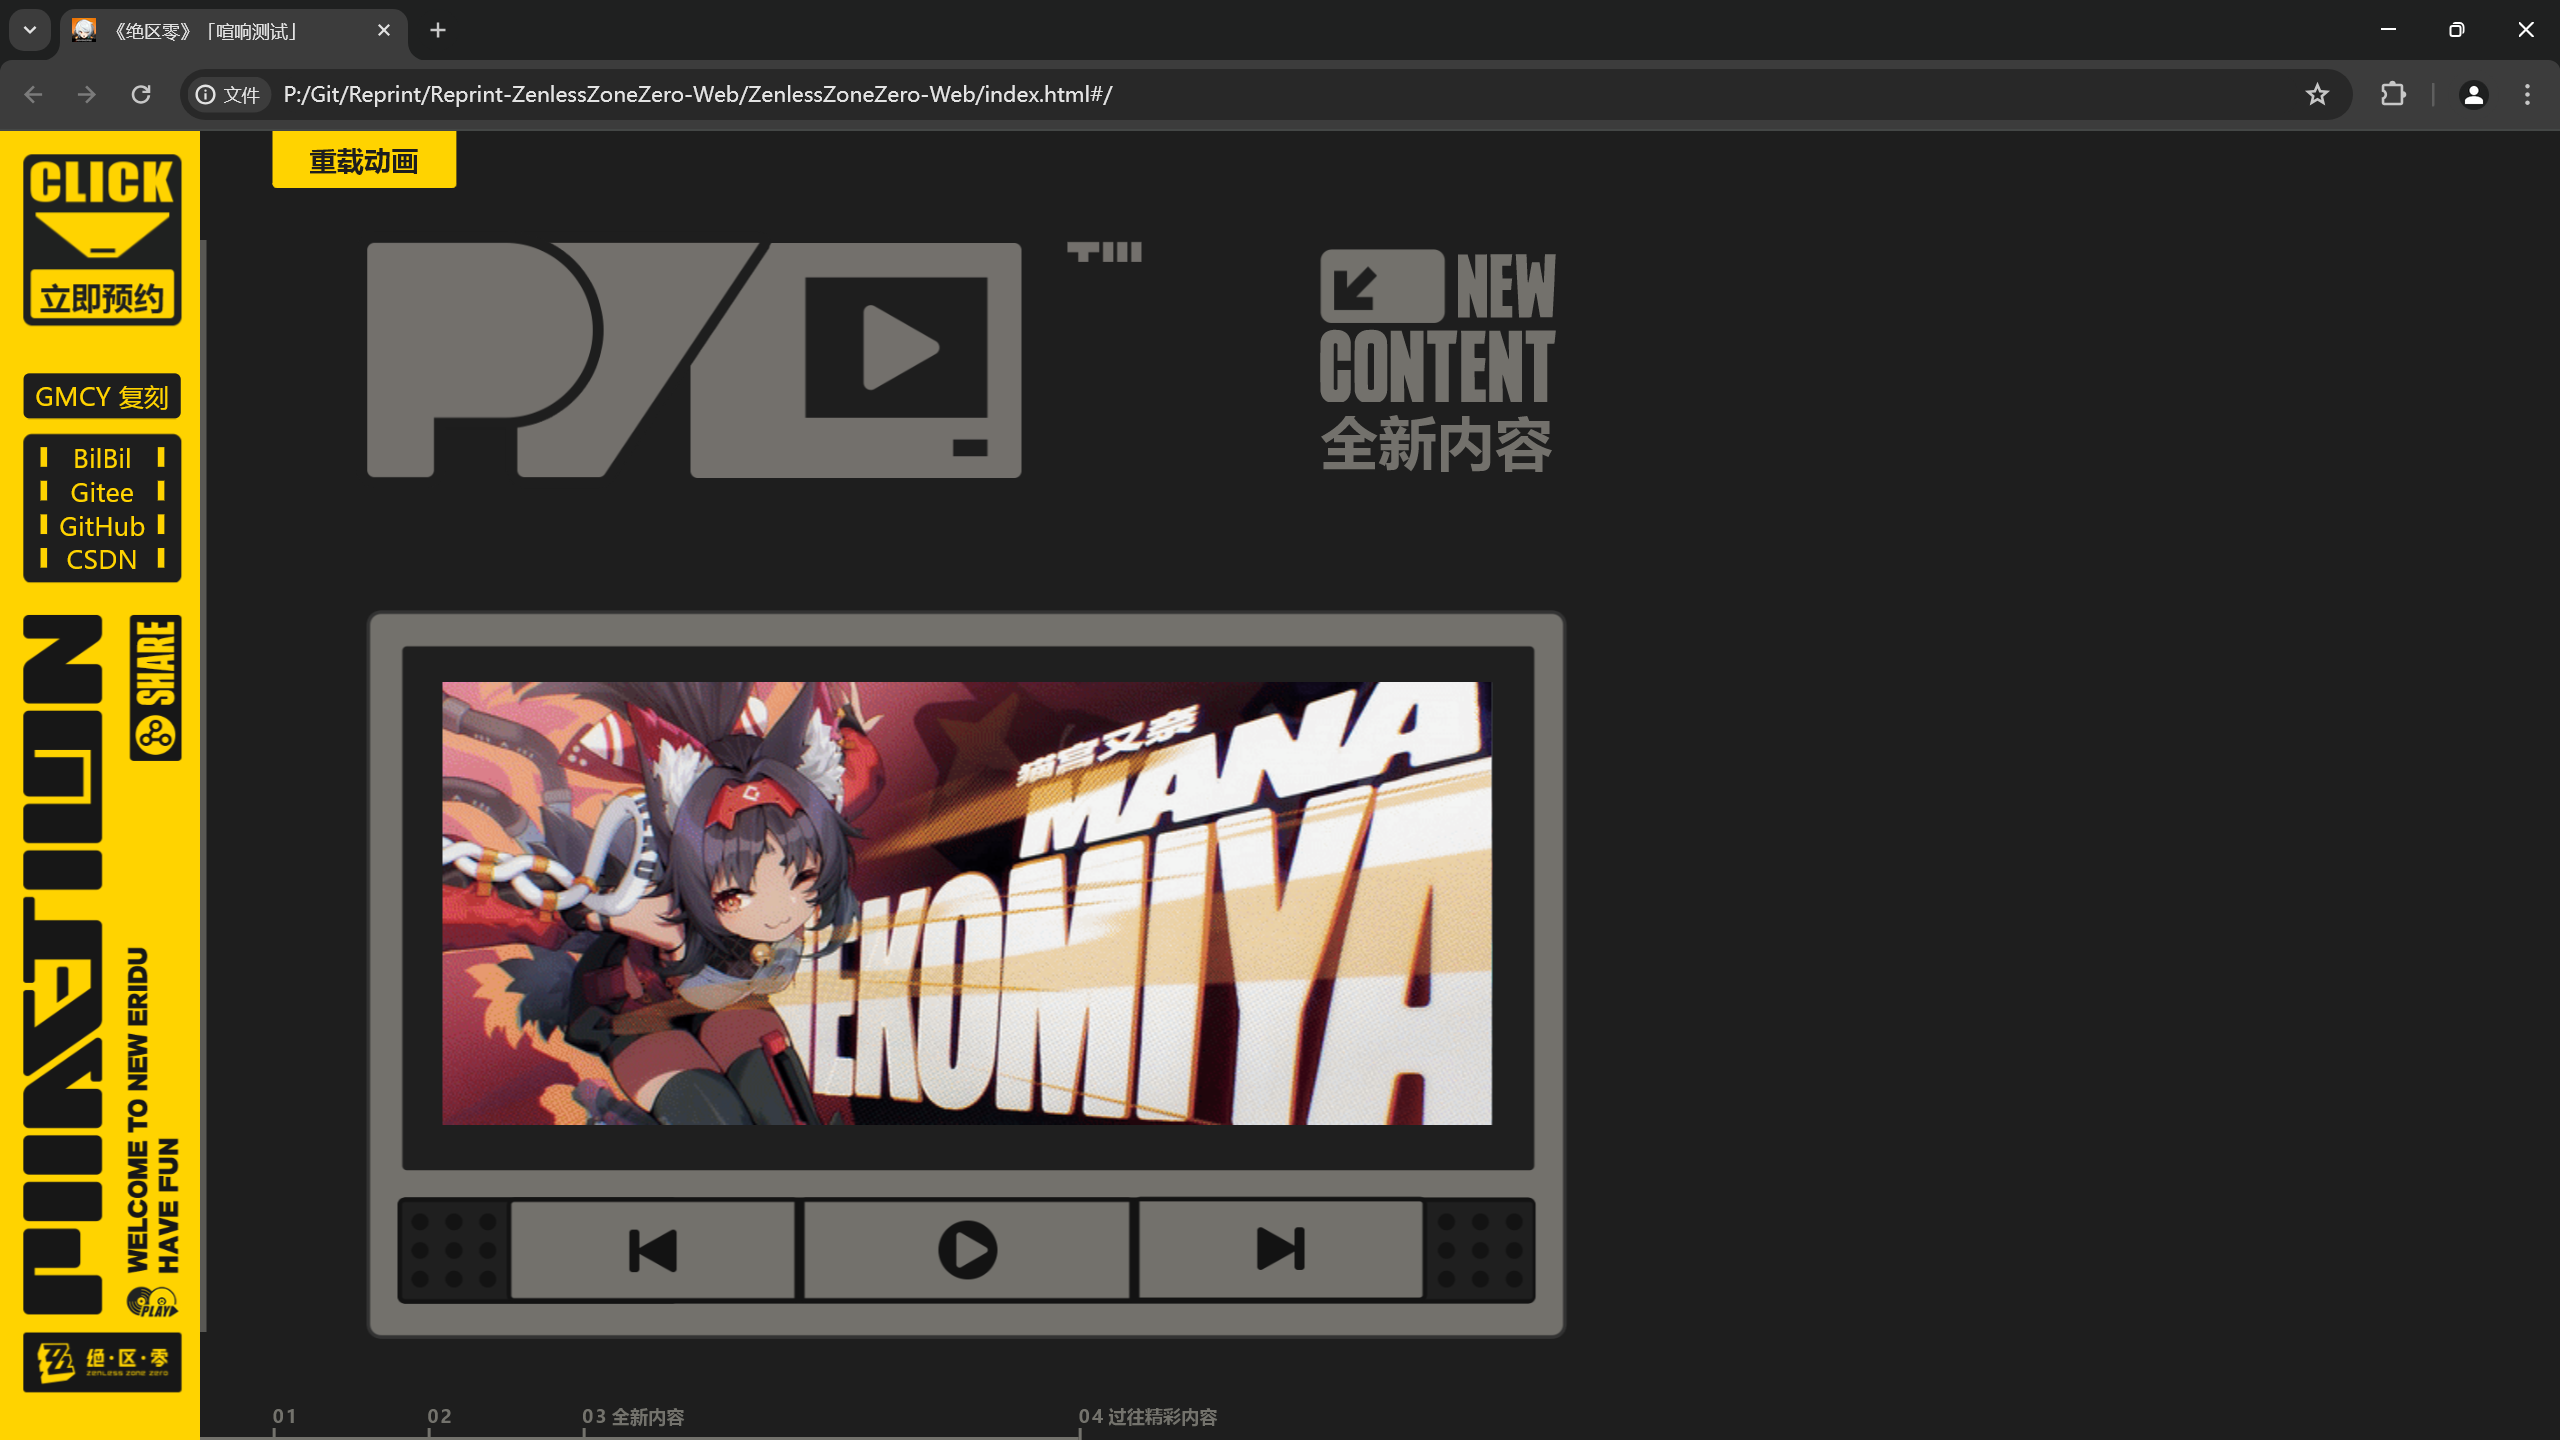 《绝区零》「喧响测试」
文件
P:/Git/Reprint/Reprint-ZenlessZoneZero-Web/ZenlessZoneZero-Web/index.html#/
CLICK
立即预约
GMCY 复刻
BilBil
Gitee
GitHub
CSDN
SHARE
WELCOME TO NEW ERIDU
HAVE FUN
PLAY
绝·区·零
ZENLESS ZONE ZERO
重载动画
NEW
CONTENT
全新内容
猫宫又奈
MANA
NEKOMIYA
01
02
03 全新内容
04 过往精彩内容